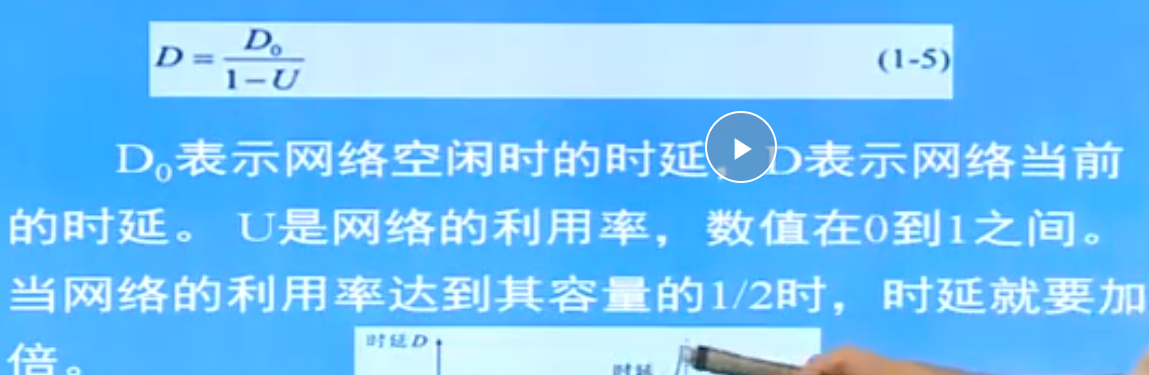 D = D₀ / (1−U) (1-5)
D₀表示网络空闲时的时延，D表示网络当前
的时延。 U是网络的利用率，数值在0到1之间。
当网络的利用率达到其容量的1/2时，时延就要加
倍。
时延D
时延